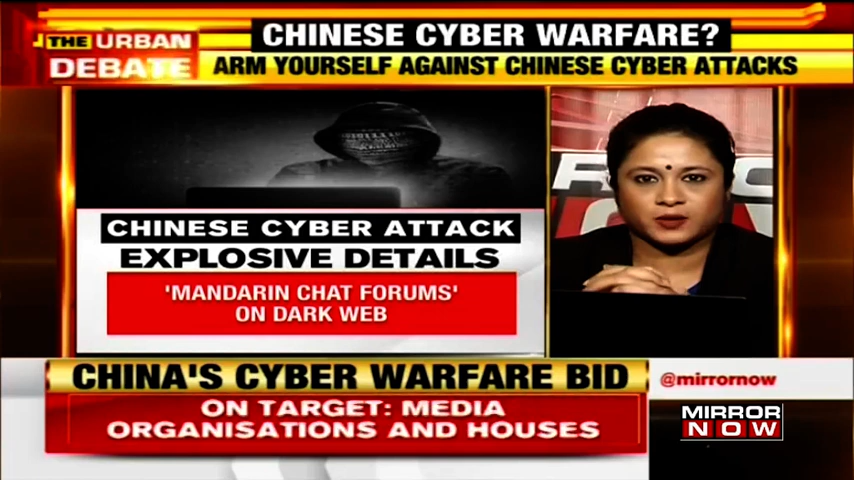 THE URBAN
DEBATE
CHINESE CYBER WARFARE?
ARM YOURSELF AGAINST CHINESE CYBER ATTACKS
CHINESE CYBER ATTACK
EXPLOSIVE DETAILS
'MANDARIN CHAT FORUMS'
ON DARK WEB
CHINA'S CYBER WARFARE BID
ON TARGET: MEDIA
ORGANISATIONS AND HOUSES
@mirrornow
MIRROR
NOW